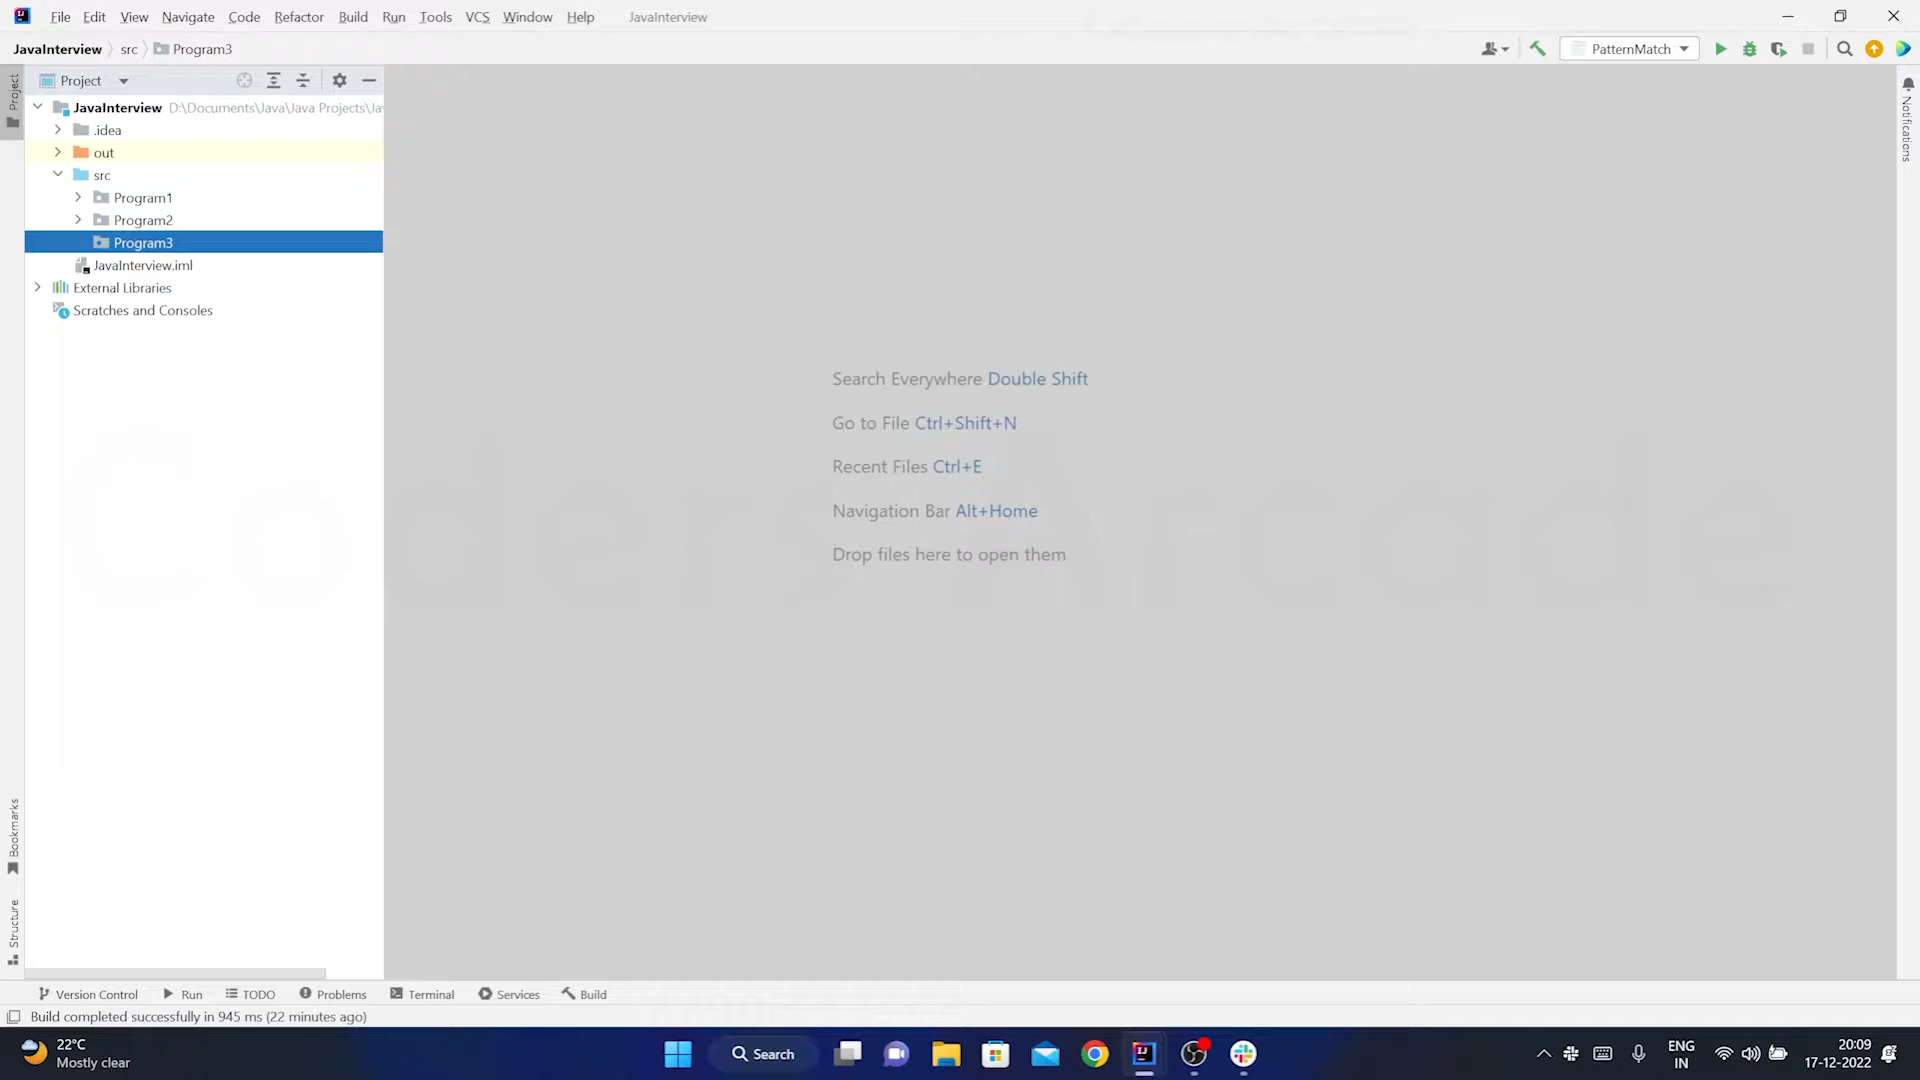 File Edit View Navigate Code Refactor Build Run Tools VCS Window Help JavaInterview
JavaInterview src Program3 PatternMatch
Project
Project
JavaInterview D:\Documents\Java\Java Projects\Ja
.idea
out
src
Program1
Program2
Program3
JavaInterview.iml
External Libraries
Scratches and Consoles
Notifications
Search Everywhere Double Shift
Go to File Ctrl+Shift+N
Recent Files Ctrl+E
Navigation Bar Alt+Home
Drop files here to open them
Coders Arcade
Bookmarks
Structure
Version Control Run TODO Problems Terminal Services Build
Build completed successfully in 945 ms (22 minutes ago)
22°C
Mostly clear
Search
ENG
IN
20:09
17-12-2022